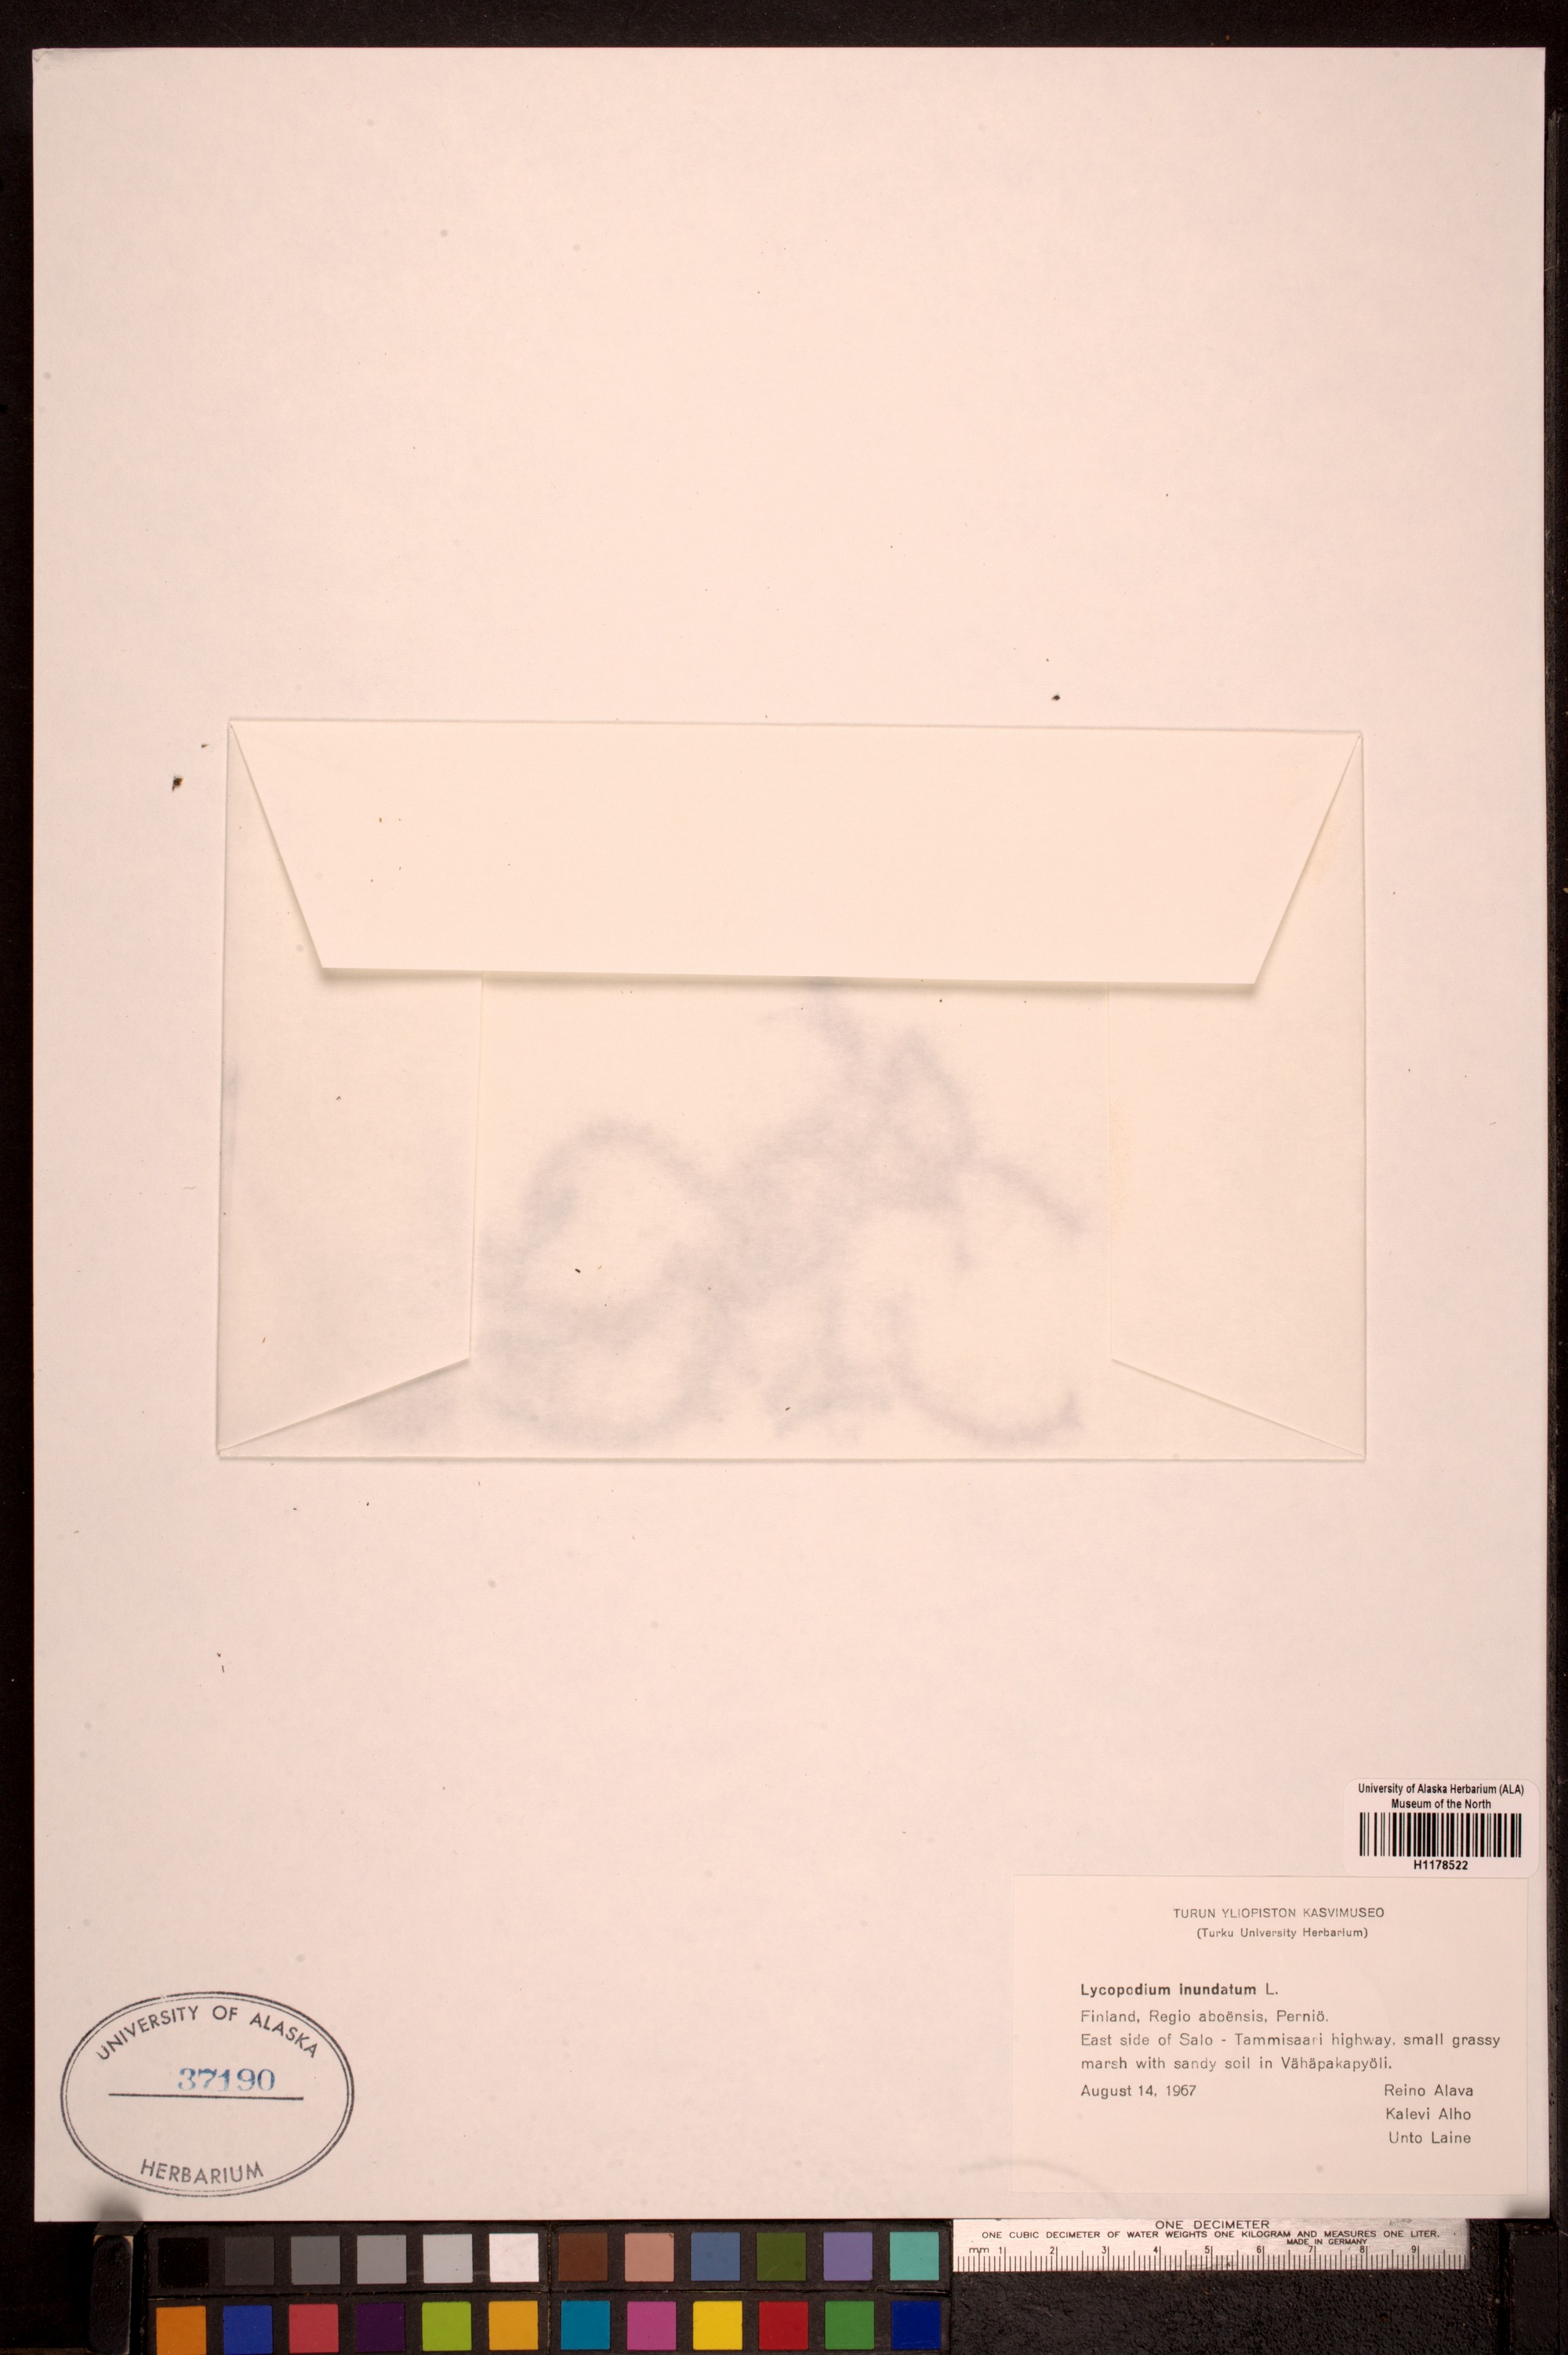 University of Alaska Herbarium (ALA)
Museum of the North
H1178522
TURUN YLIOPISTON KASVIMUSEO
(Turku University Herbarium)
Lycopodium inundatum L.
Finland, Regio aboënsis, Perniö.
East side of Salo - Tammisaari highway, small grassy
marsh with sandy soil in Vähäpakapyöli.
August 14, 1967
Reino Alava
Kalevi Alho
Unto Laine
UNIVERSITY OF ALASKA
37190
HERBARIUM
ONE DECIMETER
ONE CUBIC DECIMETER OF WATER WEIGHTS ONE KILOGRAM AND MEASURES ONE LITER.
MADE IN GERMANY
mm 1 2 3 4 5 6 7 8 9